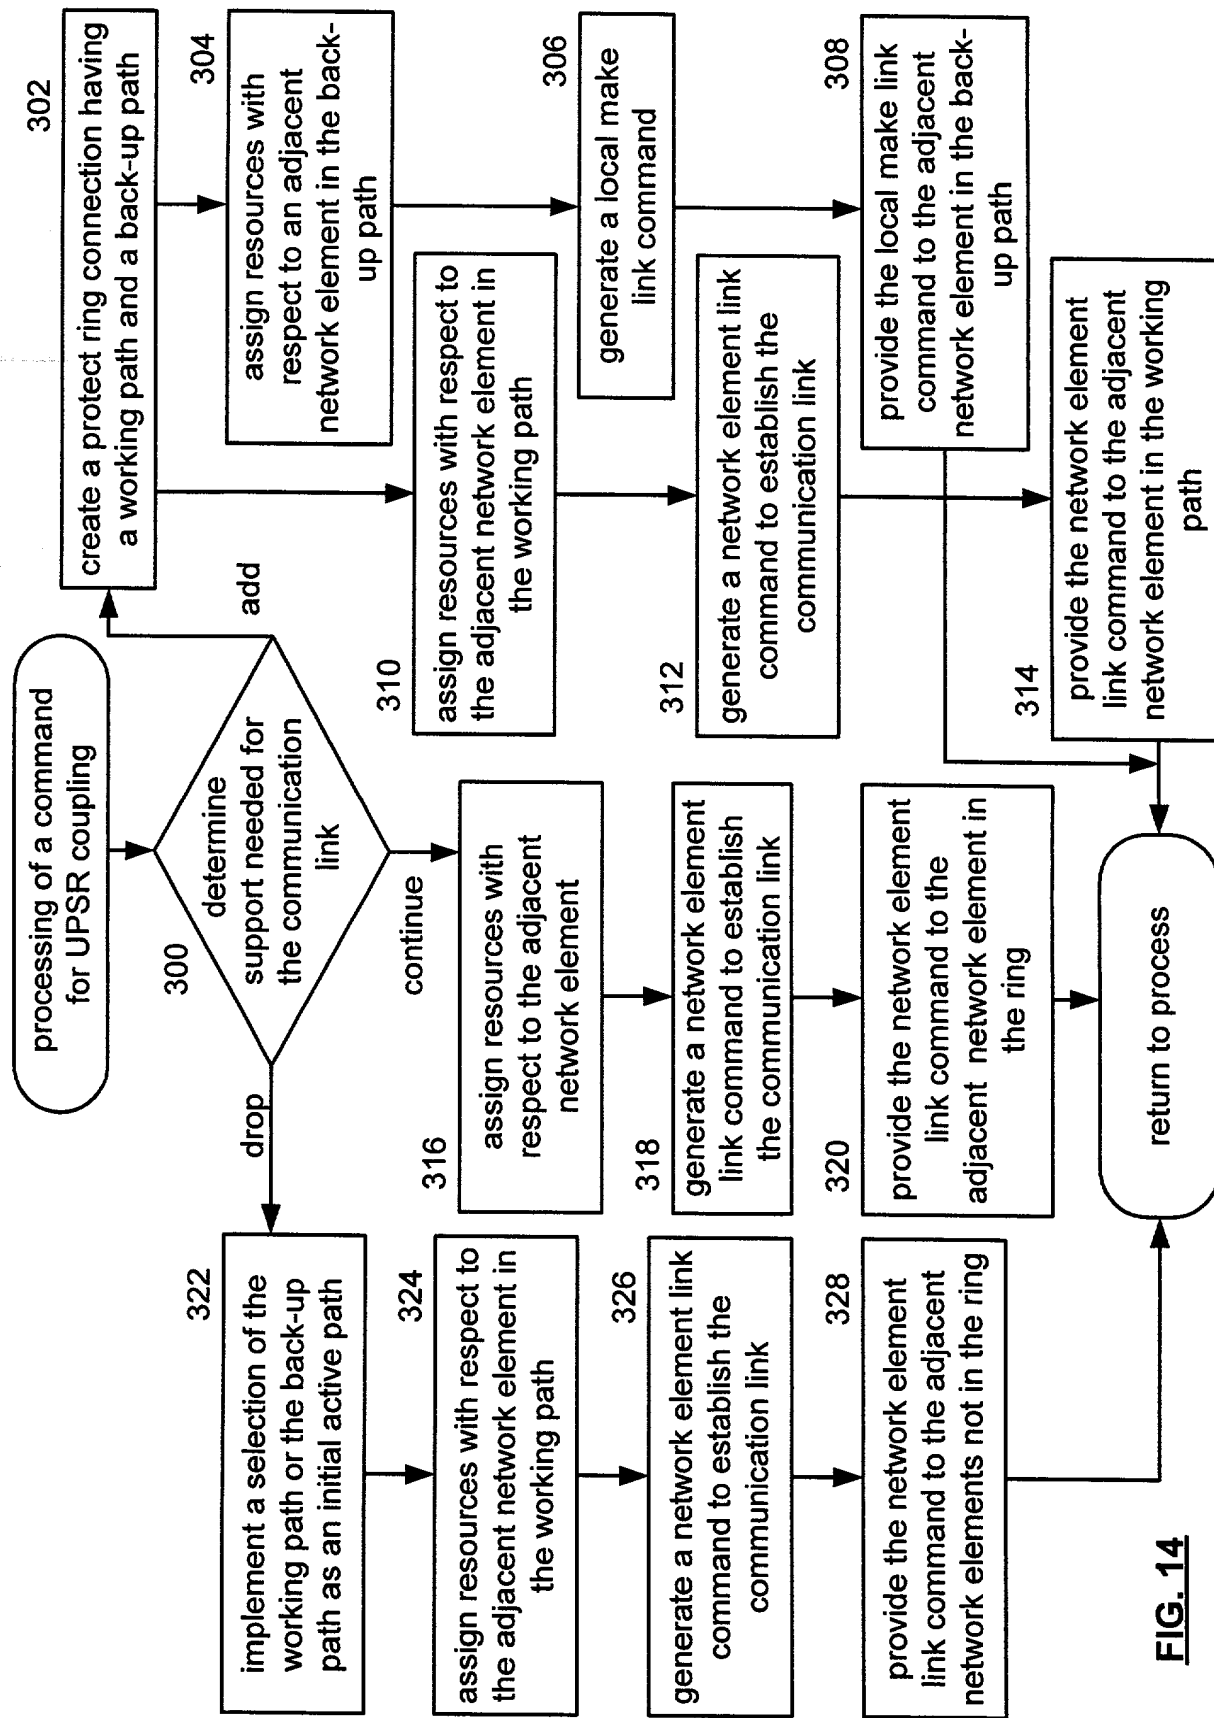 processing of a command
for UPSR coupling
300
determine
support needed for
the communication
link
add
302
create a protect ring connection having
a working path and a back-up path
304
assign resources with
respect to an adjacent
network element in the back-
up path
306
generate a local make
link command
308
provide the local make link
command to the adjacent
network element in the back-
up path
310
assign resources with respect to
the adjacent network element in
the working path
312
generate a network element link
command to establish the
communication link
314
provide the network element
link command to the adjacent
network element in the working
path
continue
316
assign resources with
respect to the adjacent
network element
318
generate a network element
link command to establish
the communication link
320
provide the network element
link command to the
adjacent network element in
the ring
drop
322
implement a selection of the
working path or the back-up
path as an initial active path
324
assign resources with respect to
the adjacent network element in
the working path
326
generate a network element link
command to establish the
communication link
328
provide the network element
link command to the adjacent
network elements not in the ring
return to process
FIG. 14